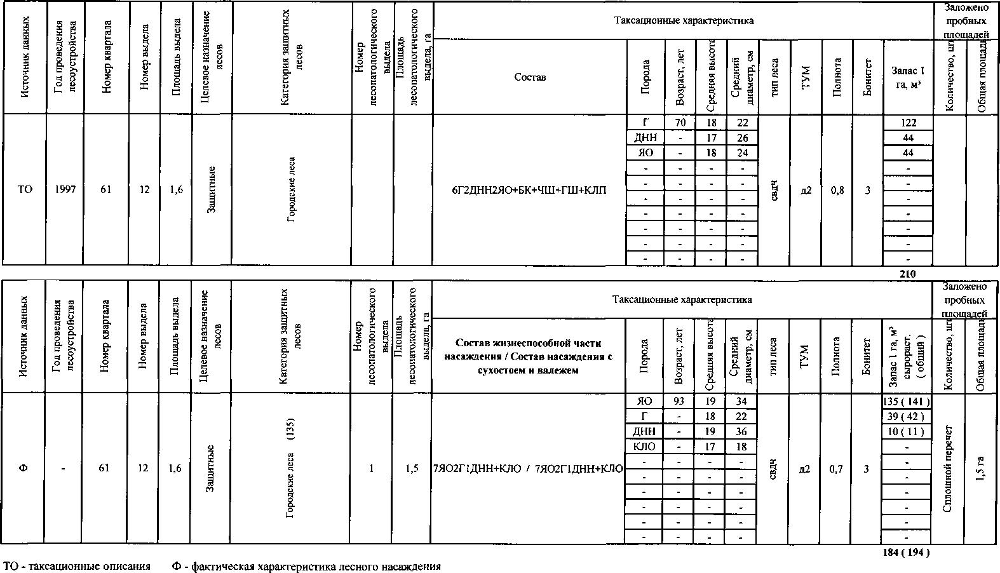 Источник данных
Год проведения лесоустройства
Номер квартала
Номер выдела
Площадь выдела
Целевое назначение лесов
Категория защитных лесов
Номер лесопатологического выдела
Площадь лесопатологического выдела, га
Таксационные характеристика
Заложено пробных площадей
Состав
Порода
Возраст, лет
Средняя высота
Средний диаметр, см
тип леса
ТУМ
Полнота
Бонитет
Запас 1 га, м³
Количество, шт
Общая площадь
Г 70 18 22 122
ДНН - 17 26 44
ЯО - 18 24 44
- - - - -
- - - - -
ТО 1997 61 12 1,6 Защитные Городские леса 6Г2ДНН2ЯО+БК+ЧШ+ГШ+КЛП свдч д2 0,8 3
- - - - -
- - - - -
- - - - -
- - - - -
- - - - -
210
Источник данных
Год проведения лесоустройства
Номер квартала
Номер выдела
Площадь выдела
Целевое назначение лесов
Категория защитных лесов
Номер лесопатологического выдела
Площадь лесопатологического выдела, га
Таксационные характеристика
Заложено пробных площадей
Состав жизнеспособной части насаждения / Состав насаждения с сухостоем и валежем
Порода
Возраст, лет
Средняя высота
Средний диаметр, см
тип леса
ТУМ
Полнота
Бонитет
Запас 1 га, м³ сырораст. ( общий )
Количество, шт
Общая площадь
ЯО 93 19 34 135 ( 141 )
Г - 18 22 39 ( 42 )
ДНН - 19 36 10 ( 11 )
КЛО - 17 18 -
- - - - -
Ф - 61 12 1,6 Защитные Городские леса (135) 1 1,5 7ЯО2Г1ДНН+КЛО / 7ЯО2Г1ДНН+КЛО свдч д2 0,7 3 Сплошной перечет 1,5 га
- - - - -
- - - - -
- - - - -
- - - - -
- - - - -
184 ( 194 )
ТО - таксационные описания Ф - фактическая характеристика лесного насаждения